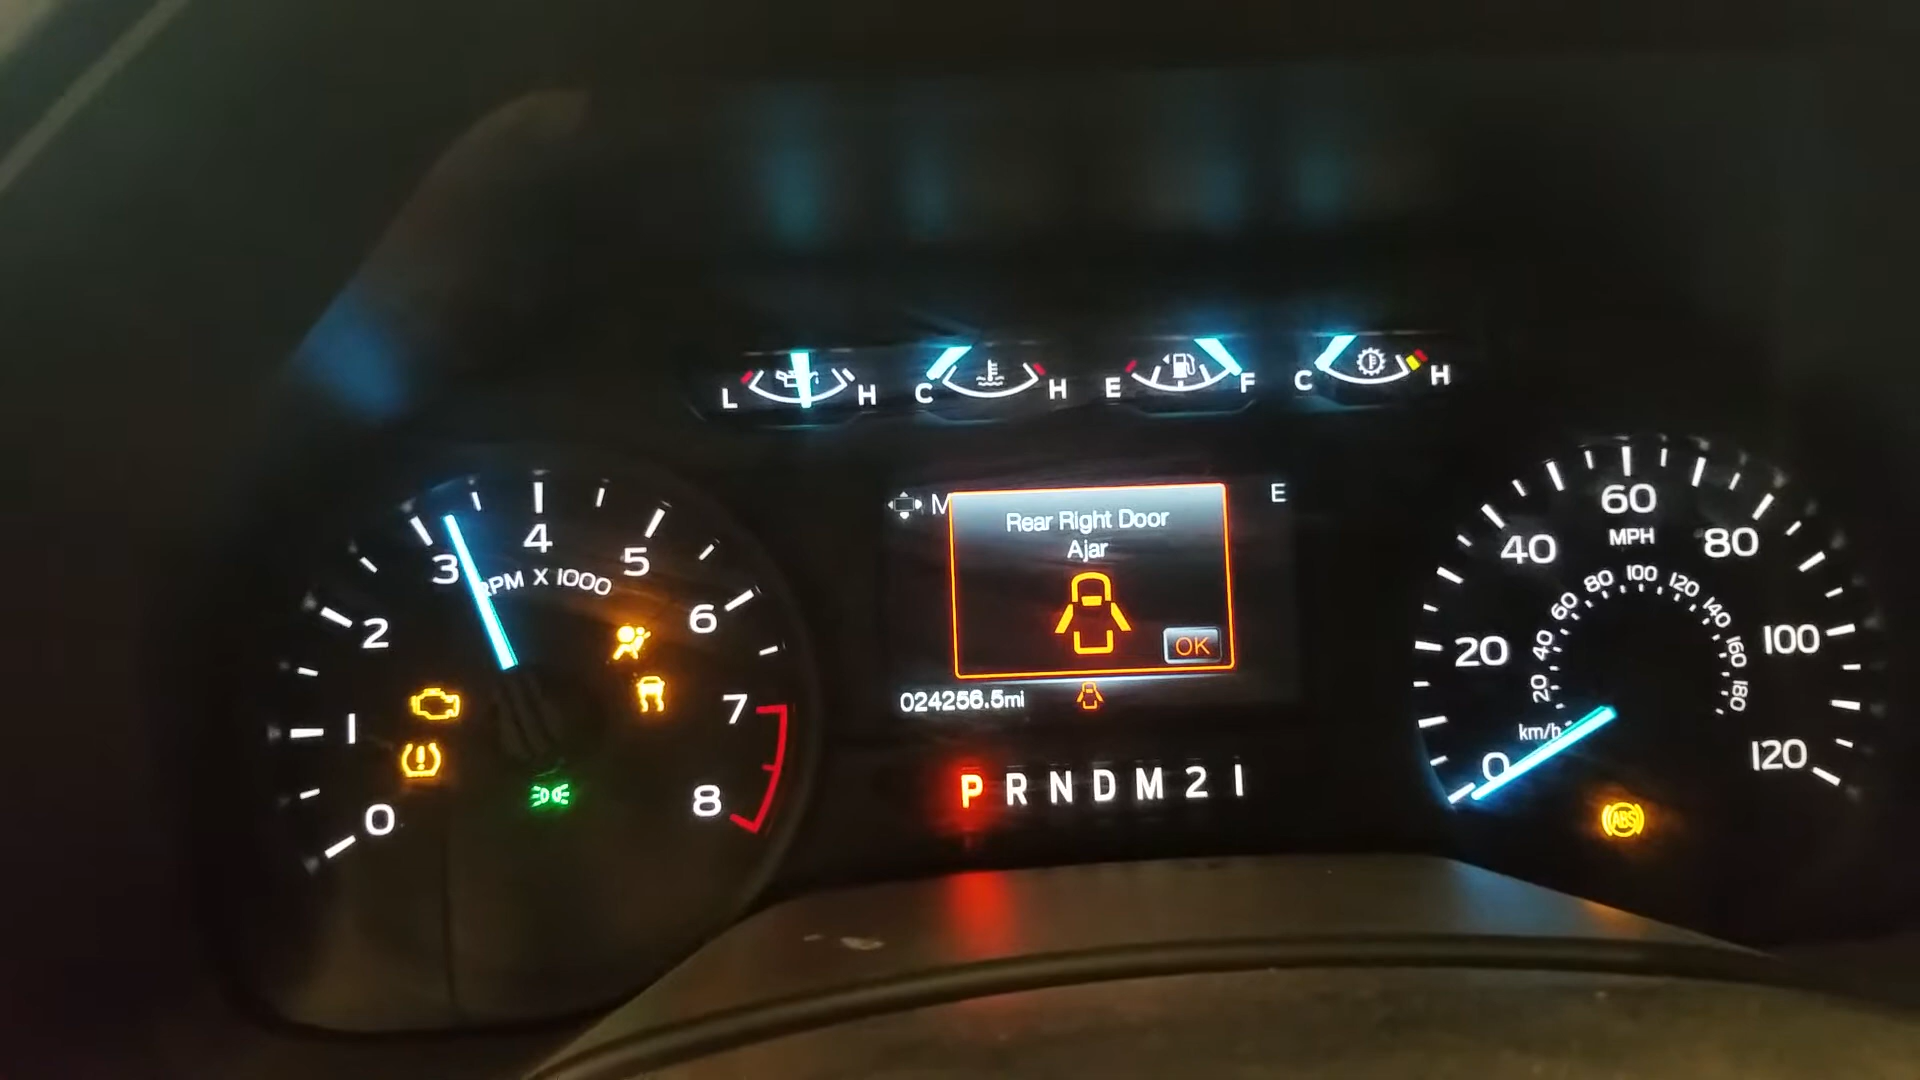 L H
C H
E F
C H
M
E
Rear Right Door
Ajar
OK
024256.5mi
P R N D M 2 1
0 1 2 3 4 5 6 7 8
RPM X 1000
0 20 40 60 80 100 120
MPH
20 40 60 80 100 120 140 160 180
km/h
ABS